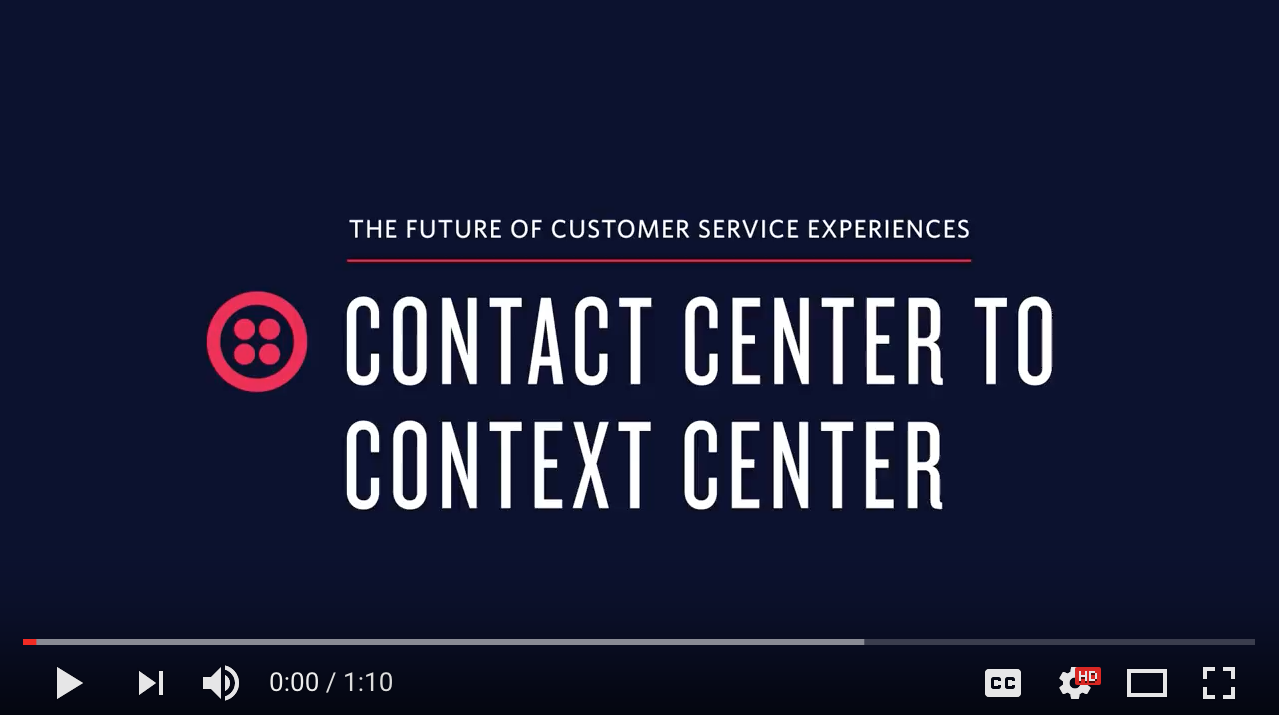 THE FUTURE OF CUSTOMER SERVICE EXPERIENCES
CONTACT CENTER TO
CONTEXT CENTER
0:00 / 1:10
CC
HD